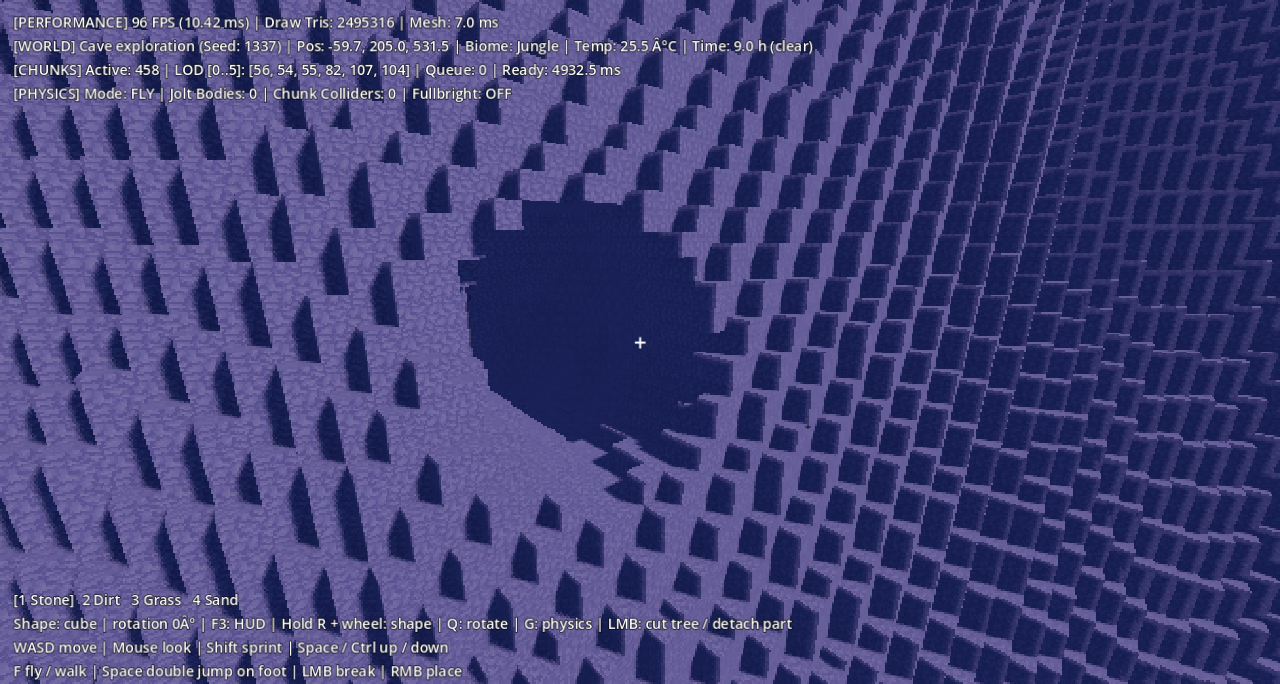 [PERFORMANCE] 96 FPS (10.42 ms) | Draw Tris: 2495316 | Mesh: 7.0 ms
[WORLD] Cave exploration (Seed: 1337) | Pos: -59.7, 205.0, 531.5 | Biome: Jungle | Temp: 25.5 Â°C | Time: 9.0 h (clear)
[CHUNKS] Active: 458 | LOD [0..5]: [56, 54, 55, 82, 107, 104] | Queue: 0 | Ready: 4932.5 ms
[PHYSICS] Mode: FLY | Jolt Bodies: 0 | Chunk Colliders: 0 | Fullbright: OFF
[1 Stone] 2 Dirt 3 Grass 4 Sand
Shape: cube | rotation 0Â° | F3: HUD | Hold R + wheel: shape | Q: rotate | G: physics | LMB: cut tree / detach part
WASD move | Mouse look | Shift sprint | Space / Ctrl up / down
F fly / walk | Space double jump on foot | LMB break | RMB place